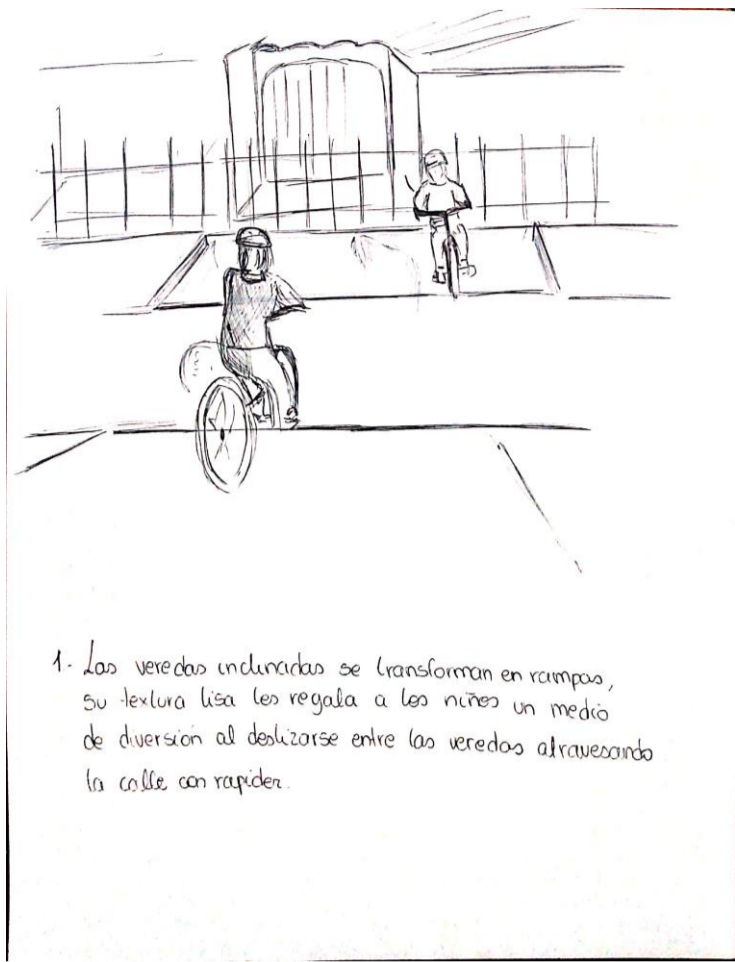 1. Las veredas inclinadas se transforman en rampas,
su textura lisa les regala a los niños un medio
de diversión al deslizarse entre las veredas atravesando
la calle con rapidez.